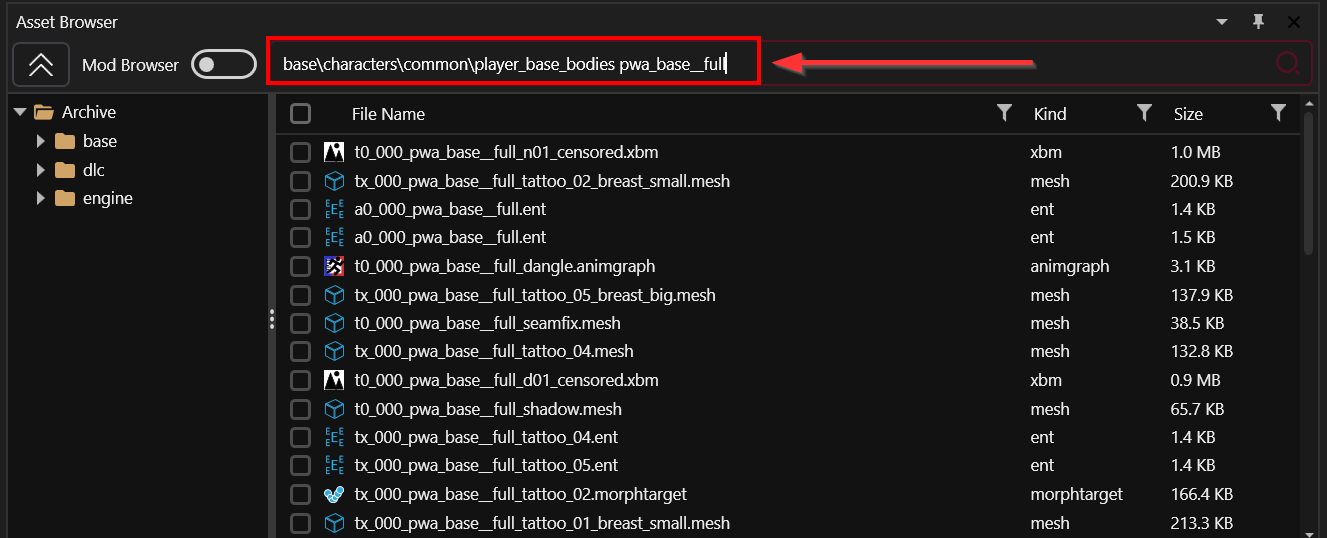 Asset Browser
Mod Browser base\characters\common\player_base_bodies pwa_base__full
Archive
base
dlc
engine
File Name Kind Size
t0_000_pwa_base__full_n01_censored.xbm xbm 1.0 MB
tx_000_pwa_base__full_tattoo_02_breast_small.mesh mesh 200.9 KB
a0_000_pwa_base__full.ent ent 1.4 KB
a0_000_pwa_base__full.ent ent 1.5 KB
t0_000_pwa_base__full_dangle.animgraph animgraph 3.1 KB
tx_000_pwa_base__full_tattoo_05_breast_big.mesh mesh 137.9 KB
t0_000_pwa_base__full_seamfix.mesh mesh 38.5 KB
tx_000_pwa_base__full_tattoo_04.mesh mesh 132.8 KB
t0_000_pwa_base__full_d01_censored.xbm xbm 0.9 MB
t0_000_pwa_base__full_shadow.mesh mesh 65.7 KB
tx_000_pwa_base__full_tattoo_04.ent ent 1.4 KB
tx_000_pwa_base__full_tattoo_05.ent ent 1.4 KB
tx_000_pwa_base__full_tattoo_02.morphtarget morphtarget 166.4 KB
tx_000_pwa_base__full_tattoo_01_breast_small.mesh mesh 213.3 KB